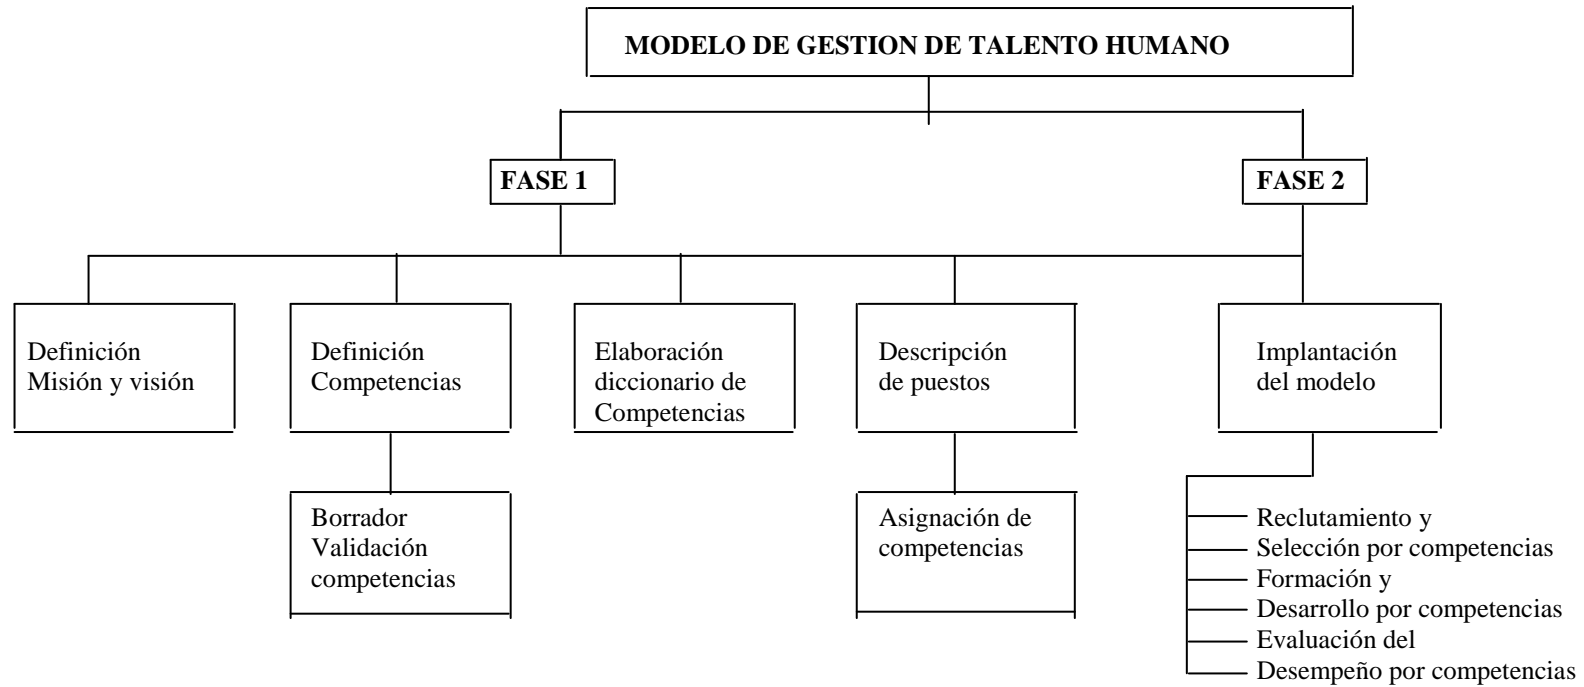 MODELO DE GESTION DE TALENTO HUMANO
FASE 1
FASE 2
Definición
Misión y visión
Definición
Competencias
Elaboración
diccionario de
Competencias
Descripción
de puestos
Implantación
del modelo
Borrador
Validación
competencias
Asignación de
competencias
Reclutamiento y
Selección por competencias
Formación y
Desarrollo por competencias
Evaluación del
Desempeño por competencias